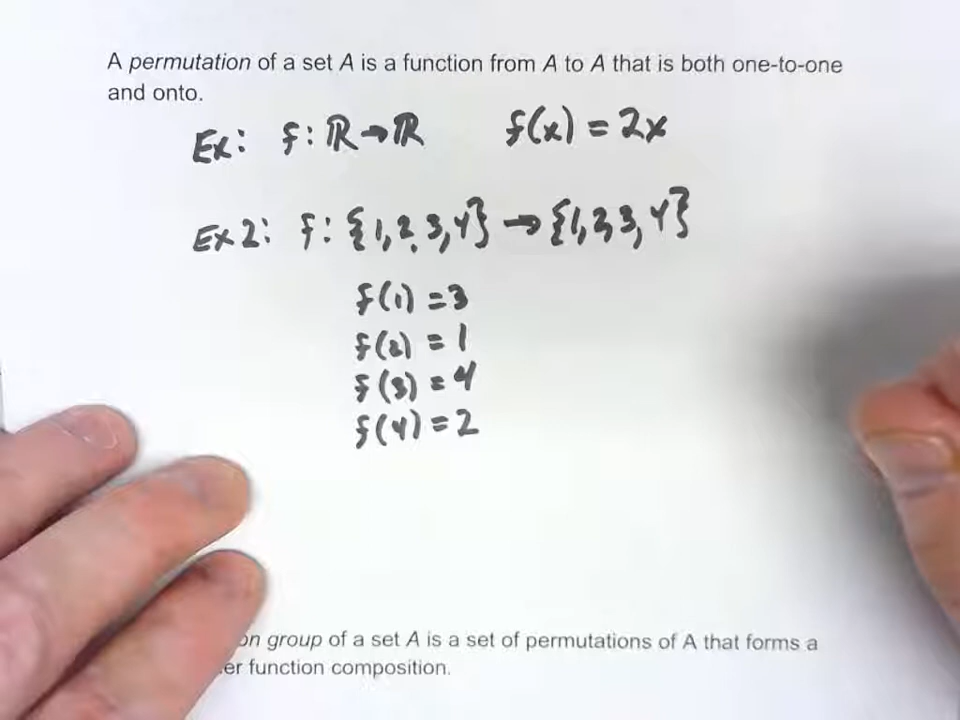 A permutation of a set A is a function from A to A that is both one-to-one
and onto.
Ex: f: ℝ→ℝ f(x) = 2x
Ex 2: f: {1,2,3,4} → {1,2,3,4}
f(1) = 3
f(2) = 1
f(3) = 4
f(4) = 2
group of a set A is a set of permutations of A that forms a
function composition.